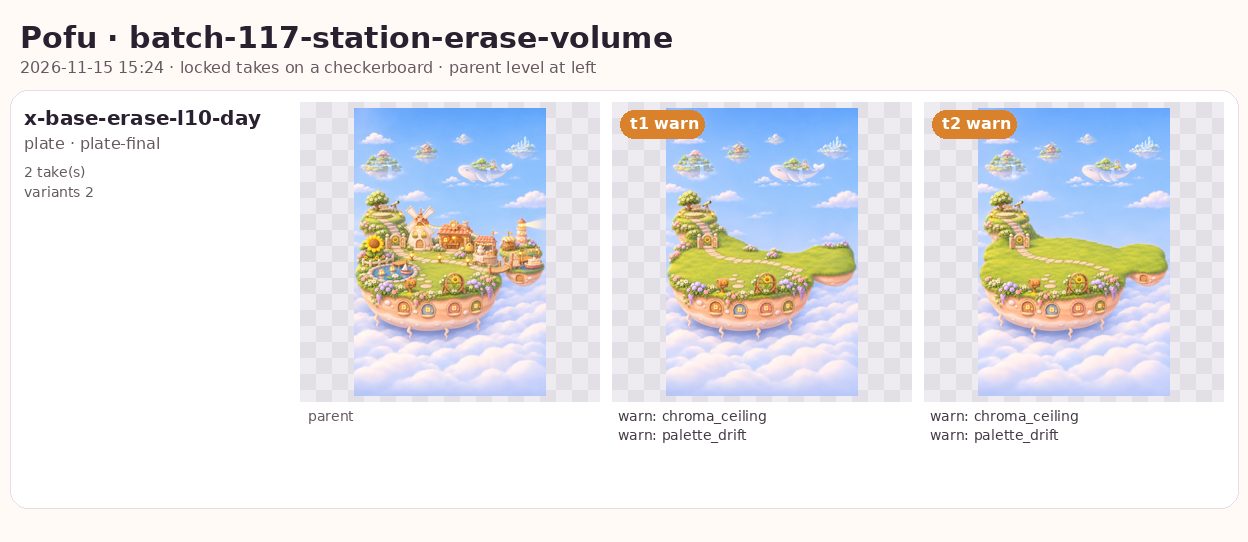 Pofu · batch-117-station-erase-volume
2026-11-15 15:24 · locked takes on a checkerboard · parent level at left
x-base-erase-l10-day
plate · plate-final
2 take(s)
variants 2
parent
t1 warn
warn: chroma_ceiling
warn: palette_drift
t2 warn
warn: chroma_ceiling
warn: palette_drift